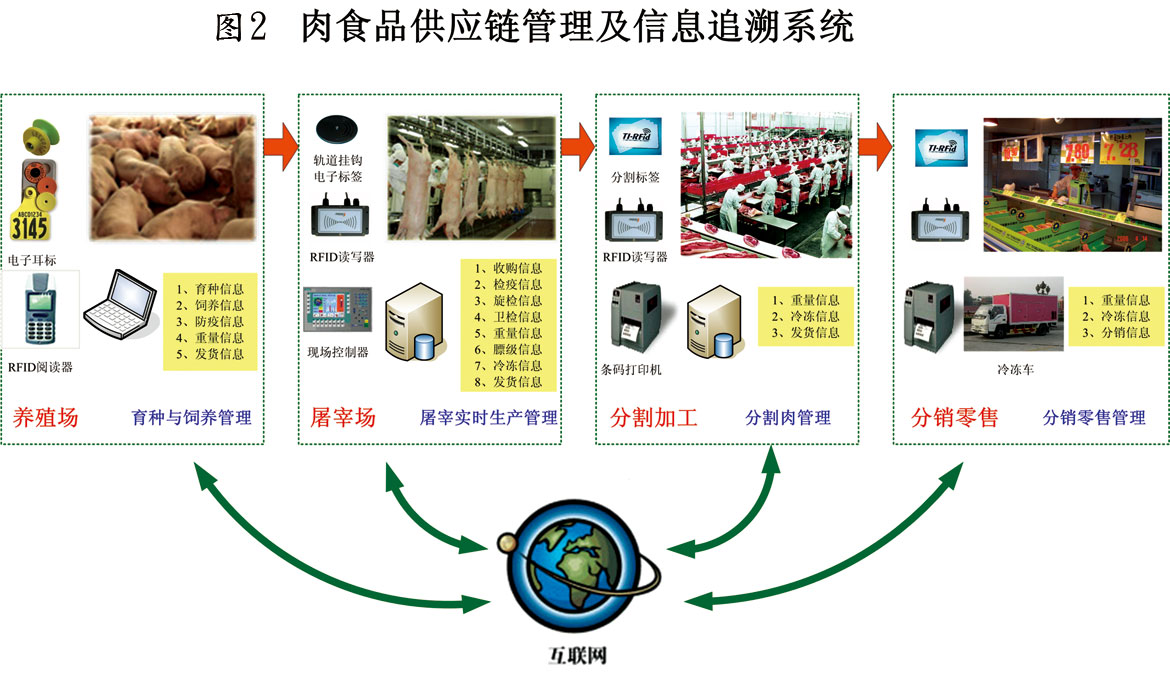 图2 肉食品供应链管理及信息追溯系统
ABCD1234
3145
电子耳标
RFID阅读器
1、育种信息
2、饲养信息
3、防疫信息
4、重量信息
5、发货信息
养殖场
育种与饲养管理
轨道挂钩
电子标签
RFID读写器
现场控制器
1、收购信息
2、检疫信息
3、旋检信息
4、卫检信息
5、重量信息
6、膘级信息
7、冷冻信息
8、发货信息
屠宰场
屠宰实时生产管理
TI-RFid
分割标签
RFID读写器
条码打印机
1、重量信息
2、冷冻信息
3、发货信息
分割加工
分割肉管理
TI-RFid
7.80
7.28
冷冻车
1、重量信息
2、冷冻信息
3、分销信息
分销零售
分销零售管理
互联网